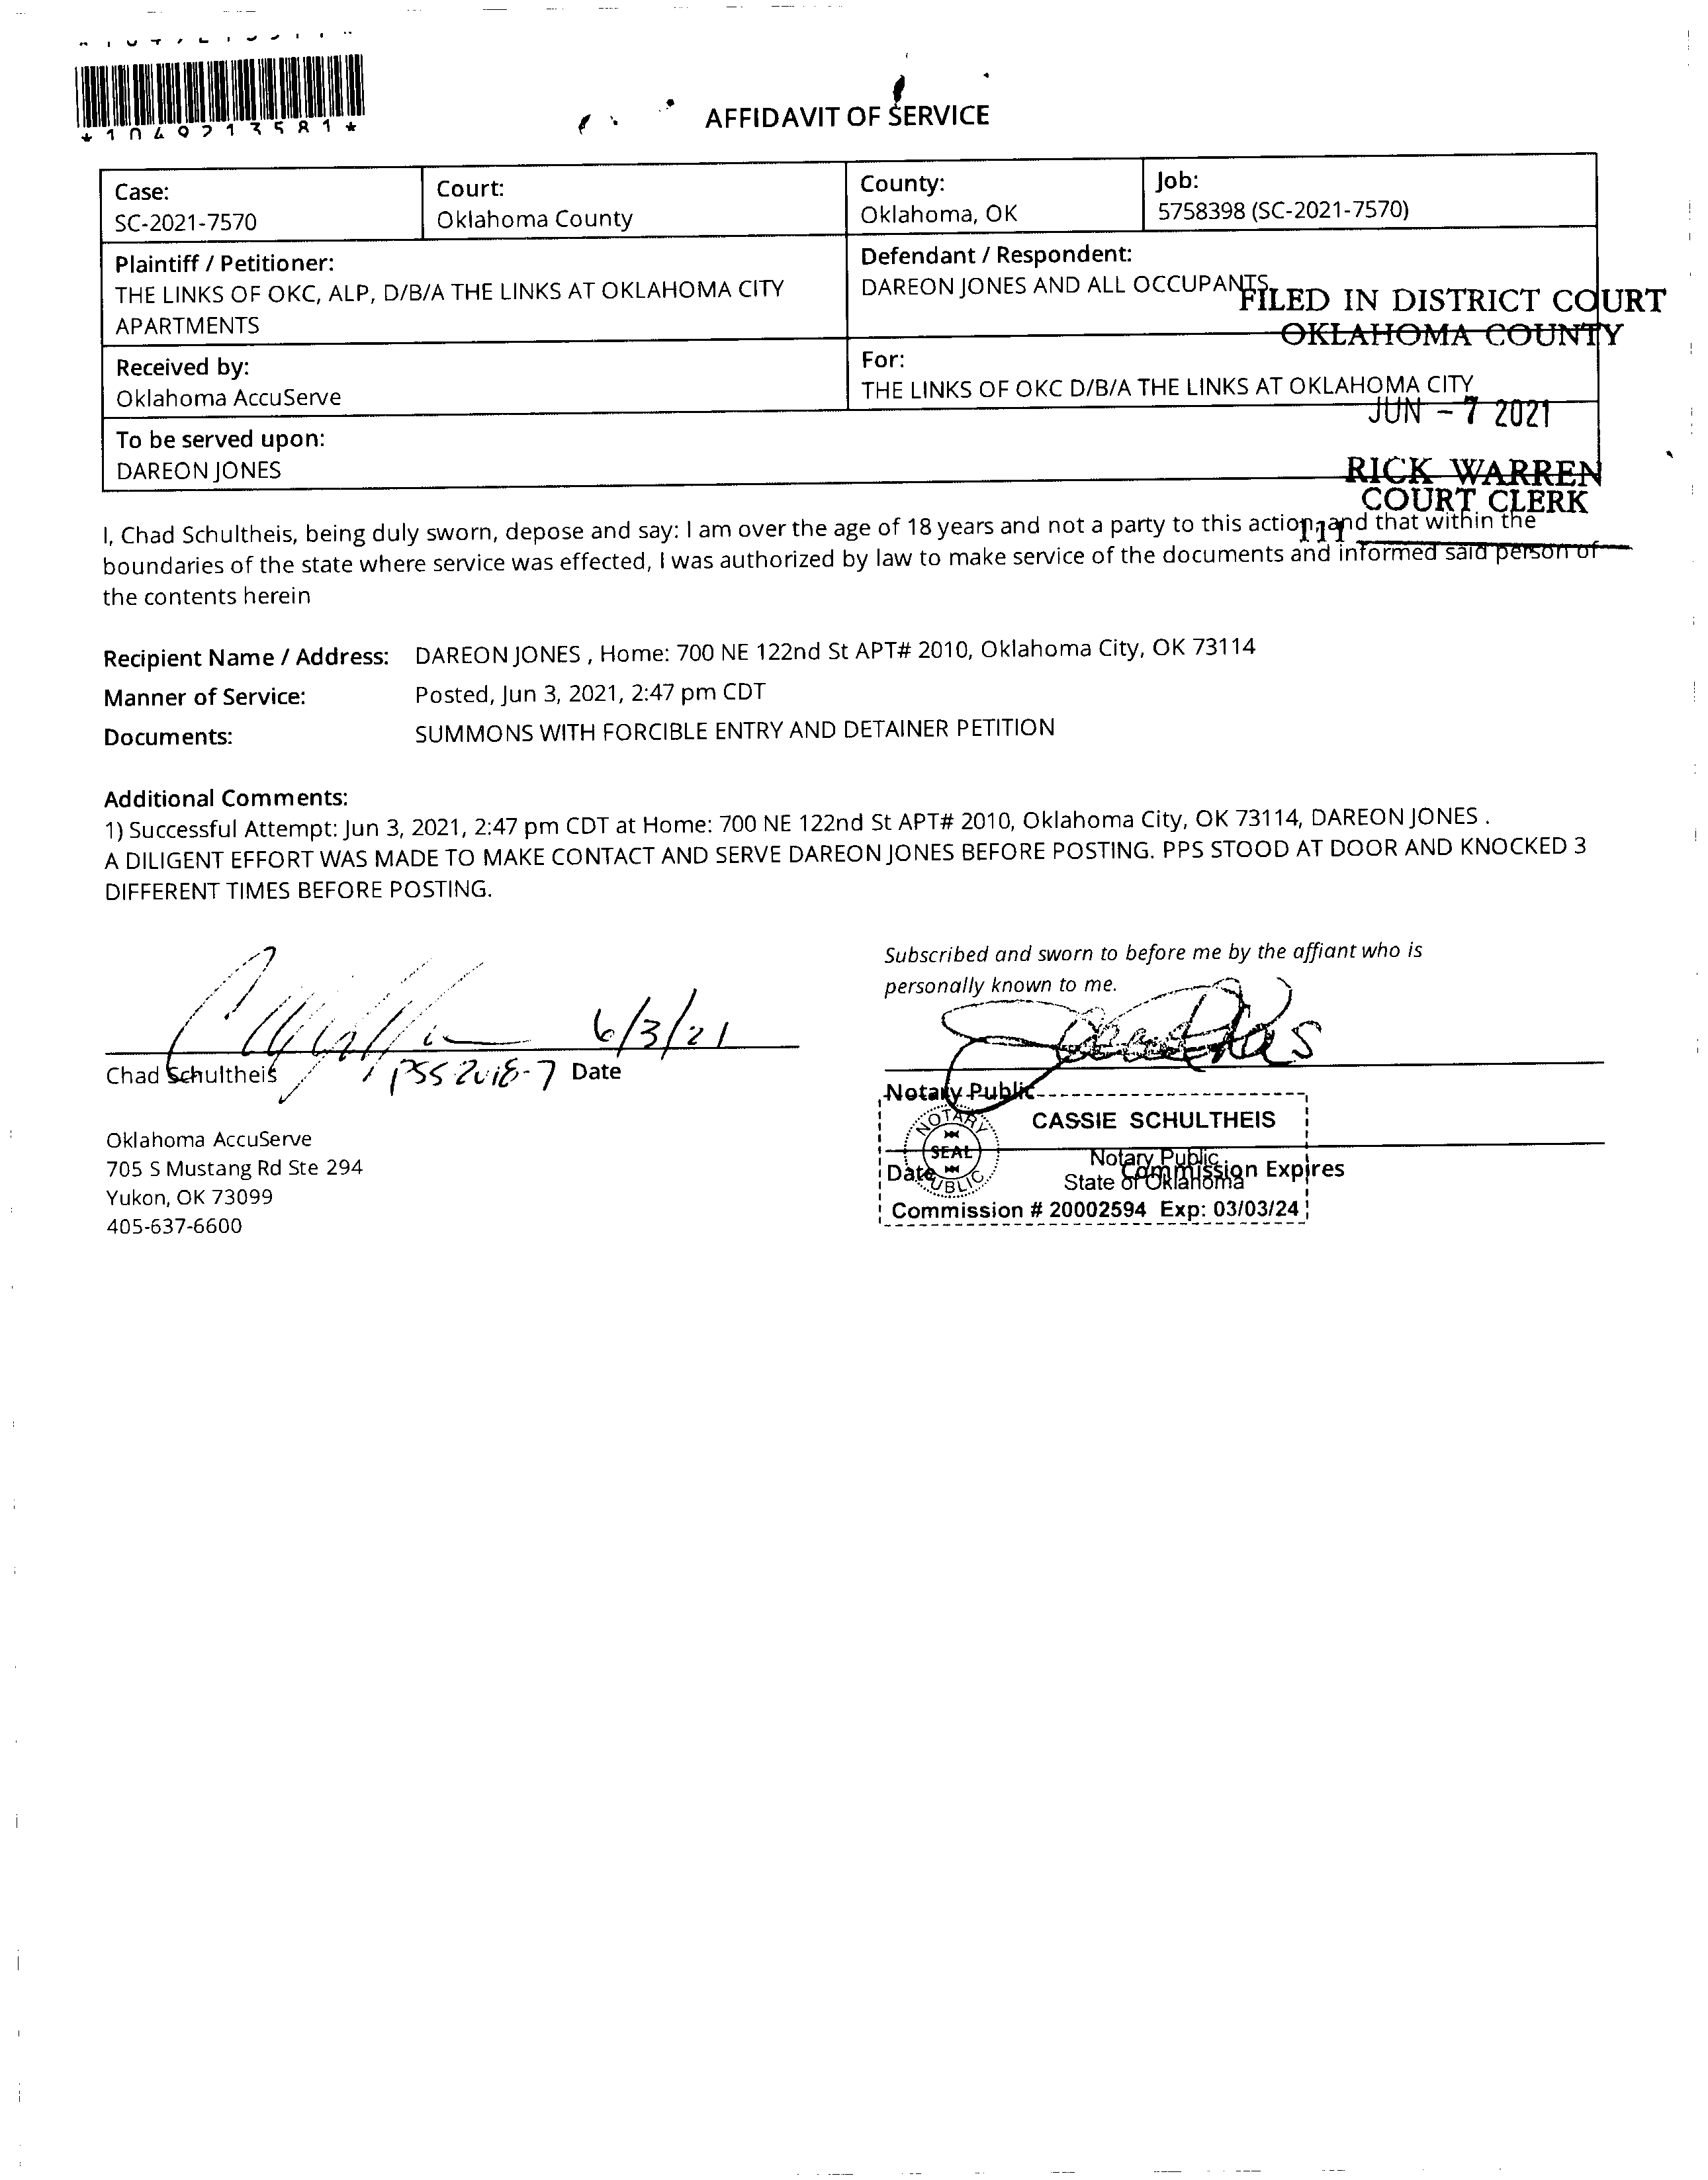 *1049213581*
AFFIDAVIT OF SERVICE
Case:
SC-2021-7570
Court:
Oklahoma County
County:
Oklahoma, OK
Job:
5758398 (SC-2021-7570)
Plaintiff / Petitioner:
THE LINKS OF OKC, ALP, D/B/A THE LINKS AT OKLAHOMA CITY
APARTMENTS
Defendant / Respondent:
DAREON JONES AND ALL OCCUPANTS
FILED IN DISTRICT COURT
OKLAHOMA COUNTY
Received by:
Oklahoma AccuServe
For:
THE LINKS OF OKC D/B/A THE LINKS AT OKLAHOMA CITY
JUN - 7 2021
To be served upon:
DAREON JONES
RICK WARREN
COURT CLERK
111
I, Chad Schultheis, being duly sworn, depose and say: I am over the age of 18 years and not a party to this action, and that within the
boundaries of the state where service was effected, I was authorized by law to make service of the documents and informed said person of
the contents herein
Recipient Name / Address: DAREON JONES , Home: 700 NE 122nd St APT# 2010, Oklahoma City, OK 73114
Manner of Service: Posted, Jun 3, 2021, 2:47 pm CDT
Documents: SUMMONS WITH FORCIBLE ENTRY AND DETAINER PETITION
Additional Comments:
1) Successful Attempt: Jun 3, 2021, 2:47 pm CDT at Home: 700 NE 122nd St APT# 2010, Oklahoma City, OK 73114, DAREON JONES .
A DILIGENT EFFORT WAS MADE TO MAKE CONTACT AND SERVE DAREON JONES BEFORE POSTING. PPS STOOD AT DOOR AND KNOCKED 3
DIFFERENT TIMES BEFORE POSTING.
6/3/21
Chad Schultheis PSS 2018-7 Date
Oklahoma AccuServe
705 S Mustang Rd Ste 294
Yukon, OK 73099
405-637-6600
Subscribed and sworn to before me by the affiant who is
personally known to me.
Notary Public
NOTARY PUBLIC
SEAL
CASSIE SCHULTHEIS
Notary Public
State of Oklahoma
Date Commission Expires
Commission # 20002594 Exp: 03/03/24